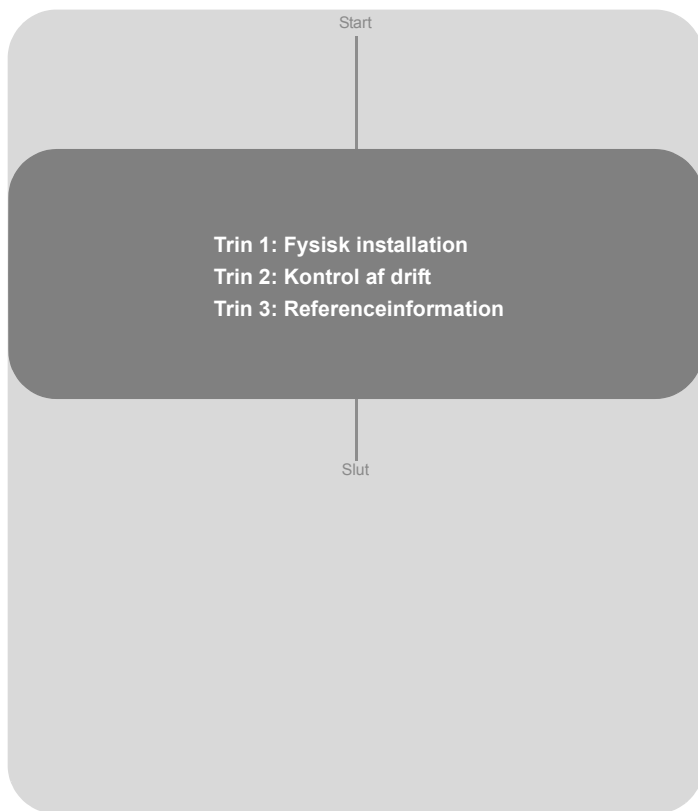 Start
Trin 1: Fysisk installation
Trin 2: Kontrol af drift
Trin 3: Referenceinformation
Slut